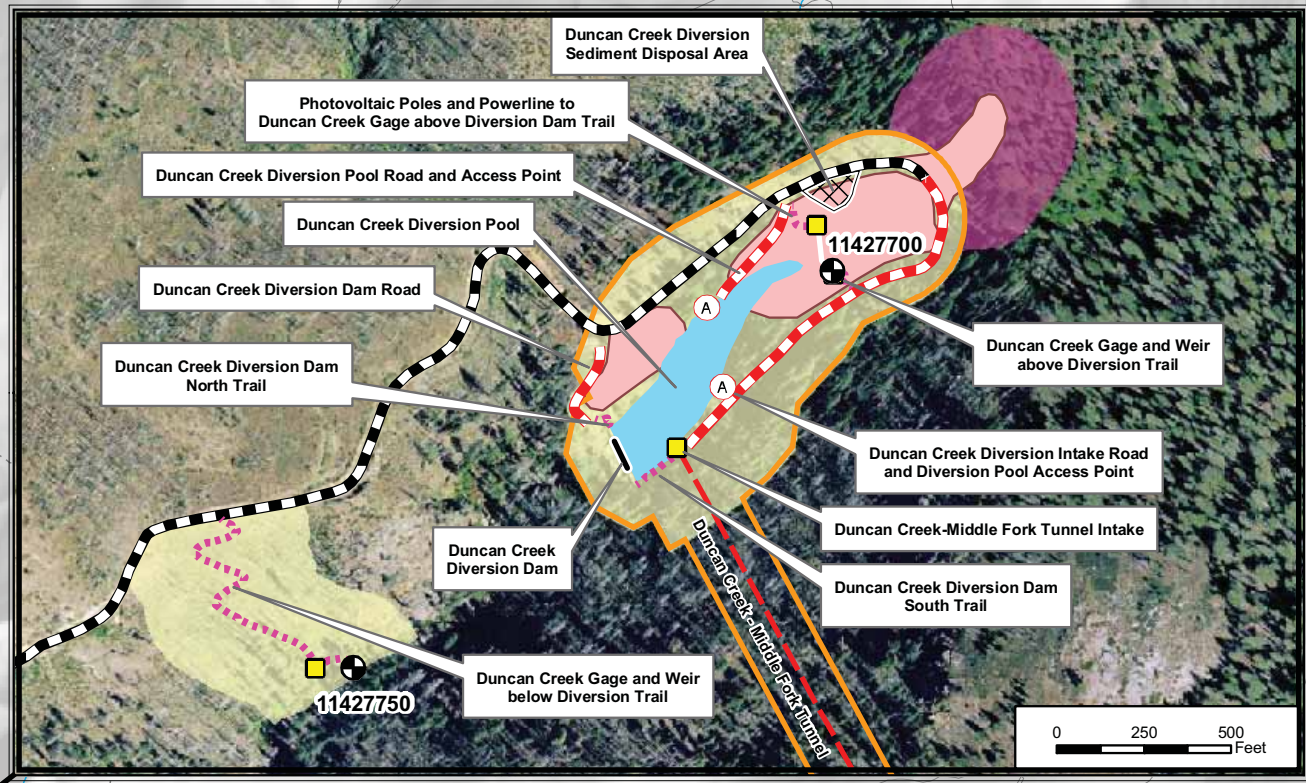 Duncan Creek Diversion
Sediment Disposal Area
Photovoltaic Poles and Powerline to
Duncan Creek Gage above Diversion Dam Trail
Duncan Creek Diversion Pool Road and Access Point
Duncan Creek Diversion Pool
11427700
Duncan Creek Diversion Dam Road
A
Duncan Creek Gage and Weir
above Diversion Trail
Duncan Creek Diversion Dam
North Trail
A
Duncan Creek Diversion Intake Road
and Diversion Pool Access Point
Duncan Creek-Middle Fork Tunnel Intake
Duncan Creek
Diversion Dam
Duncan Creek Diversion Dam
South Trail
Duncan Creek - Middle Fork Tunnel
Duncan Creek Gage and Weir
below Diversion Trail
11427750
0 250 500
Feet